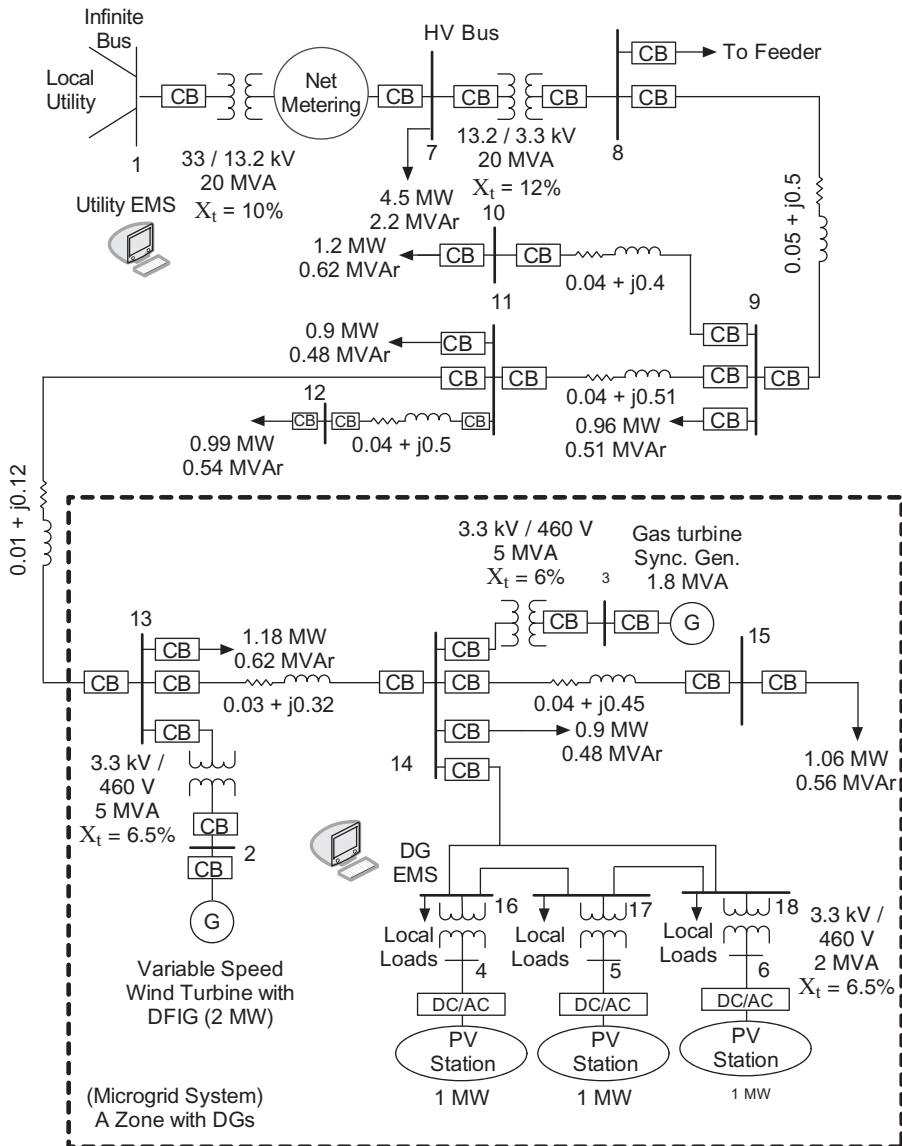 Infinite
Bus
Local
Utility
1
CB
Net
Metering
33 / 13.2 kV
20 MVA
Xt = 10%
Utility EMS
CB
HV Bus
7
CB
CB
13.2 / 3.3 kV
20 MVA
Xt = 12%
4.5 MW
2.2 MVAr
CB
To Feeder
CB
8
0.05 + j0.5
10
1.2 MW
0.62 MVAr
CB
CB
0.04 + j0.4
9
CB
11
0.9 MW
0.48 MVAr
CB
CB
CB
0.04 + j0.51
CB
CB
0.96 MW
0.51 MVAr
CB
12
CB
CB
CB
0.99 MW
0.54 MVAr
0.04 + j0.5
0.01 + j0.12
3.3 kV / 460 V
5 MVA
Xt = 6%
Gas turbine
Sync. Gen.
1.8 MVA
3
CB
CB
G
13
CB
1.18 MW
0.62 MVAr
CB
CB
0.03 + j0.32
CB
CB
CB
CB
0.04 + j0.45
15
CB
CB
CB
0.9 MW
0.48 MVAr
14
CB
1.06 MW
0.56 MVAr
3.3 kV /
460 V
5 MVA
Xt = 6.5%
CB
2
CB
G
Variable Speed
Wind Turbine with
DFIG (2 MW)
DG
EMS
16
17
18
Local
Loads
Local
Loads
Local
Loads
3.3 kV /
460 V
2 MVA
Xt = 6.5%
4
5
6
DC/AC
DC/AC
DC/AC
PV
Station
PV
Station
PV
Station
1 MW
1 MW
1 MW
(Microgrid System)
A Zone with DGs